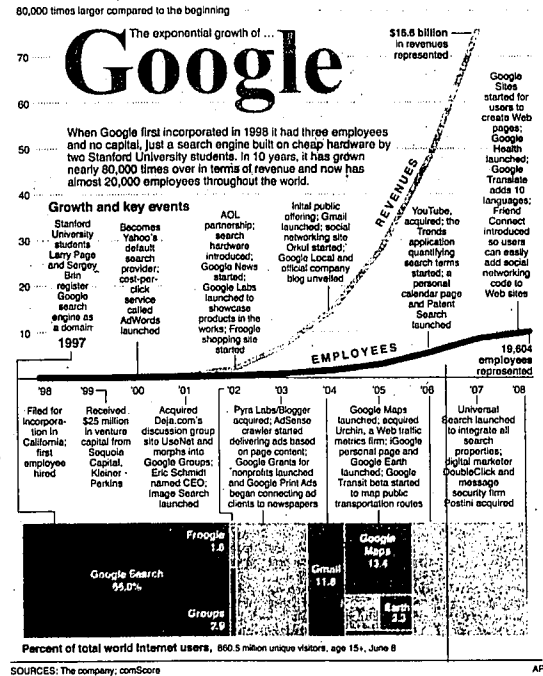 80,000 times larger compared to the beginning
The exponential growth of ...
Google
$16.6 billion
in revenues
represented
70
60
50
40
30
20
10
When Google first incorporated in 1998 it had three employees
and no capital, just a search engine built on cheap hardware by
two Stanford University students. In 10 years, it has grown
nearly 80,000 times over in terms of revenue and now has
almost 20,000 employees throughout the world.
Growth and key events
Stanford
University
students
Larry Page
and Sergey
Brin
register
Google
search
engine as
a domain
1997
Becomes
Yahoo's
default
search
provider;
cost-per-
click
service
called
AdWords
launched
AOL
partnership;
search
hardware
introduced;
Google News
started;
Google Labs
launched to
showcase
products in the
works; Froogle
shopping site
started
Initial public
offering; Gmail
launched; social
networking site
Orkut started;
Google Local and
official company
blog unveiled
REVENUES
YouTube,
acquired; the
Trends
application
quantifying
search terms
started; a
personal
calendar page
and Patent
Search
launched
Google
Sites
started for
users to
create Web
pages;
Google
Health
launched;
Google
Translate
adds 10
languages;
Friend
Connect
introduced
so users
can easily
add social
networking
code to
Web sites
EMPLOYEES
19,604
employees
represented
'98 '99 '00 '01 '02 '03 '04 '05 '06 '07 '08
Filed for
incorpora-
tion in
California;
first
employee
hired
Received
$25 million
in venture
capital from
Sequoia
Capital,
Kleiner
Perkins
Acquired
Deja.com's
discussion group
site UseNet and
morphs into
Google Groups;
Eric Schmidt
named CEO;
Image Search
launched
Pyra Labs/Blogger
acquired; AdSense
crawler started
delivering ads based
on page content;
Google Grants for
nonprofits launched
and Google Print Ads
began connecting ad
clients to newspapers
Google Maps
launched; acquired
Urchin, a Web traffic
metrics firm; iGoogle
personal page and
Google Earth
launched; Google
Transit beta started
to map public
transportation routes
Universal
Search launched
to integrate all
search
properties;
digital marketer
DoubleClick and
message
security firm
Postini acquired
Google Search
Froogle
Groups
7.9
Gmail
11.8
Google
Maps
13.4
Earth
Percent of total world Internet users, 860.5 million unique visitors, age 15+, June 8
SOURCES: The company; comScore
AP